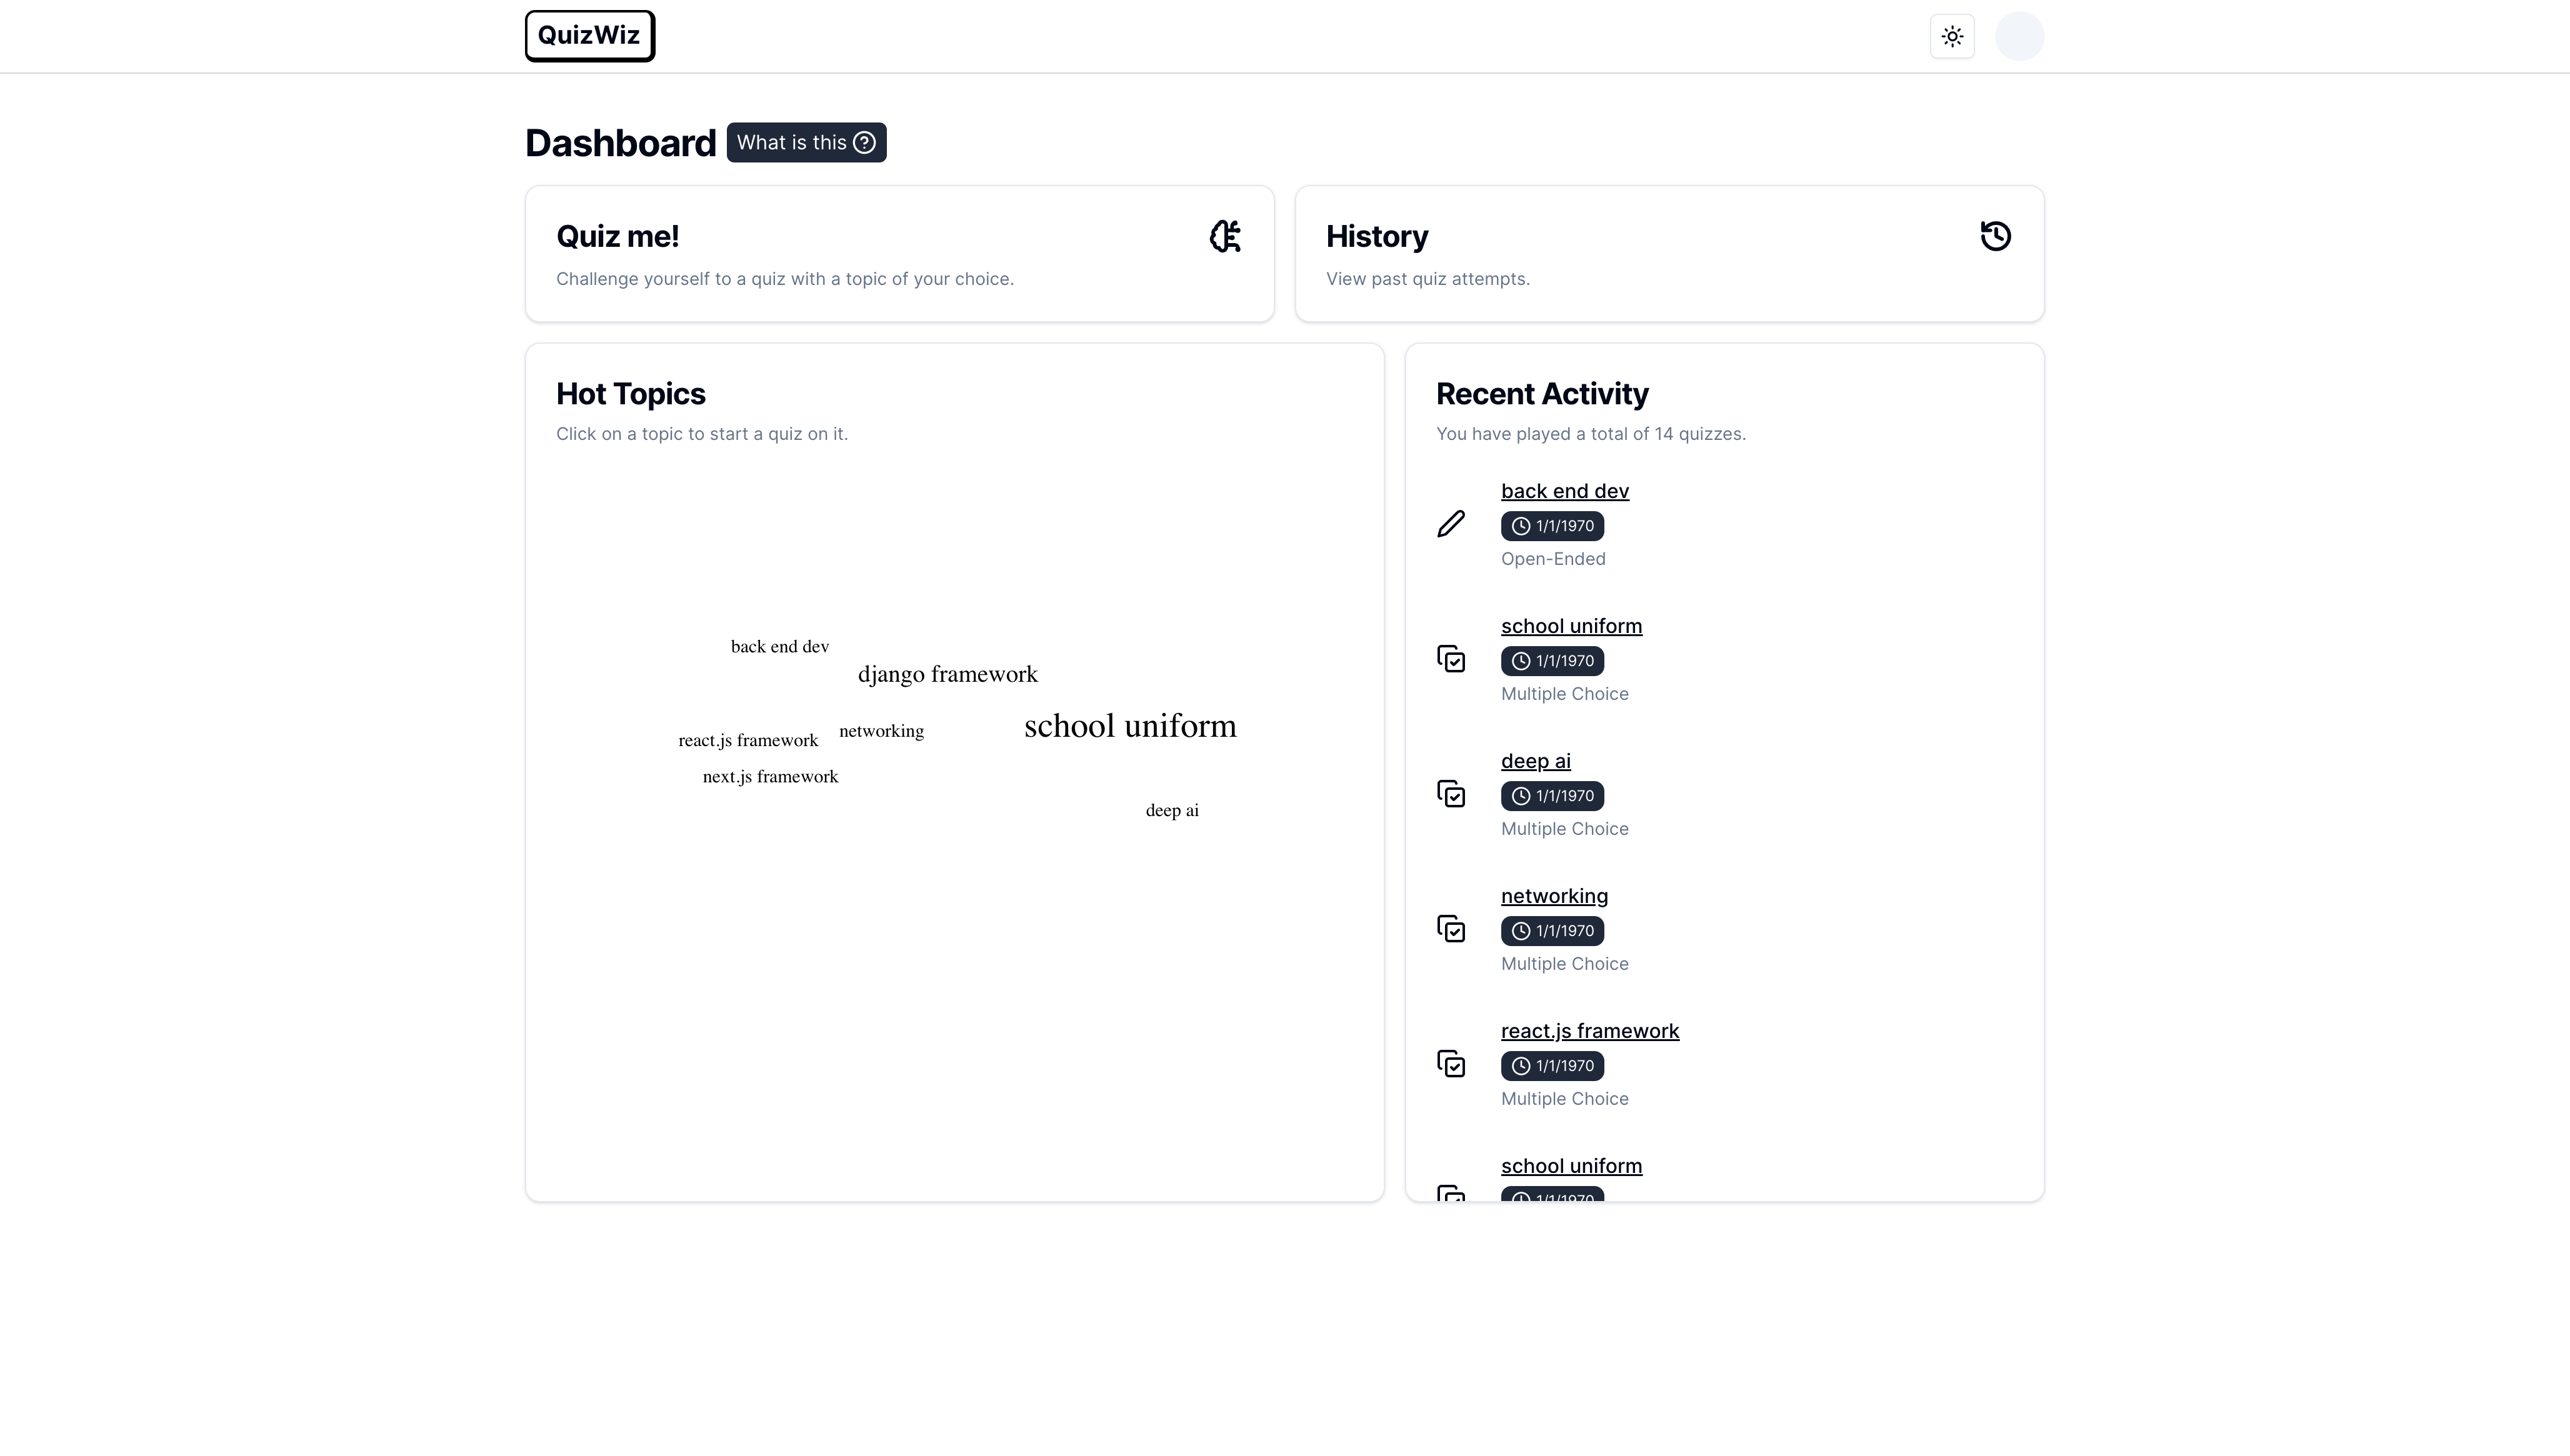 QuizWiz
Dashboard
What is this
Quiz me!
Challenge yourself to a quiz with a topic of your choice.
History
View past quiz attempts.
Hot Topics
Click on a topic to start a quiz on it.
back end dev
django framework
school uniform
networking
react.js framework
next.js framework
deep ai
Recent Activity
You have played a total of 14 quizzes.
back end dev
1/1/1970
Open-Ended
school uniform
1/1/1970
Multiple Choice
deep ai
1/1/1970
Multiple Choice
networking
1/1/1970
Multiple Choice
react.js framework
1/1/1970
Multiple Choice
school uniform
1/1/1970